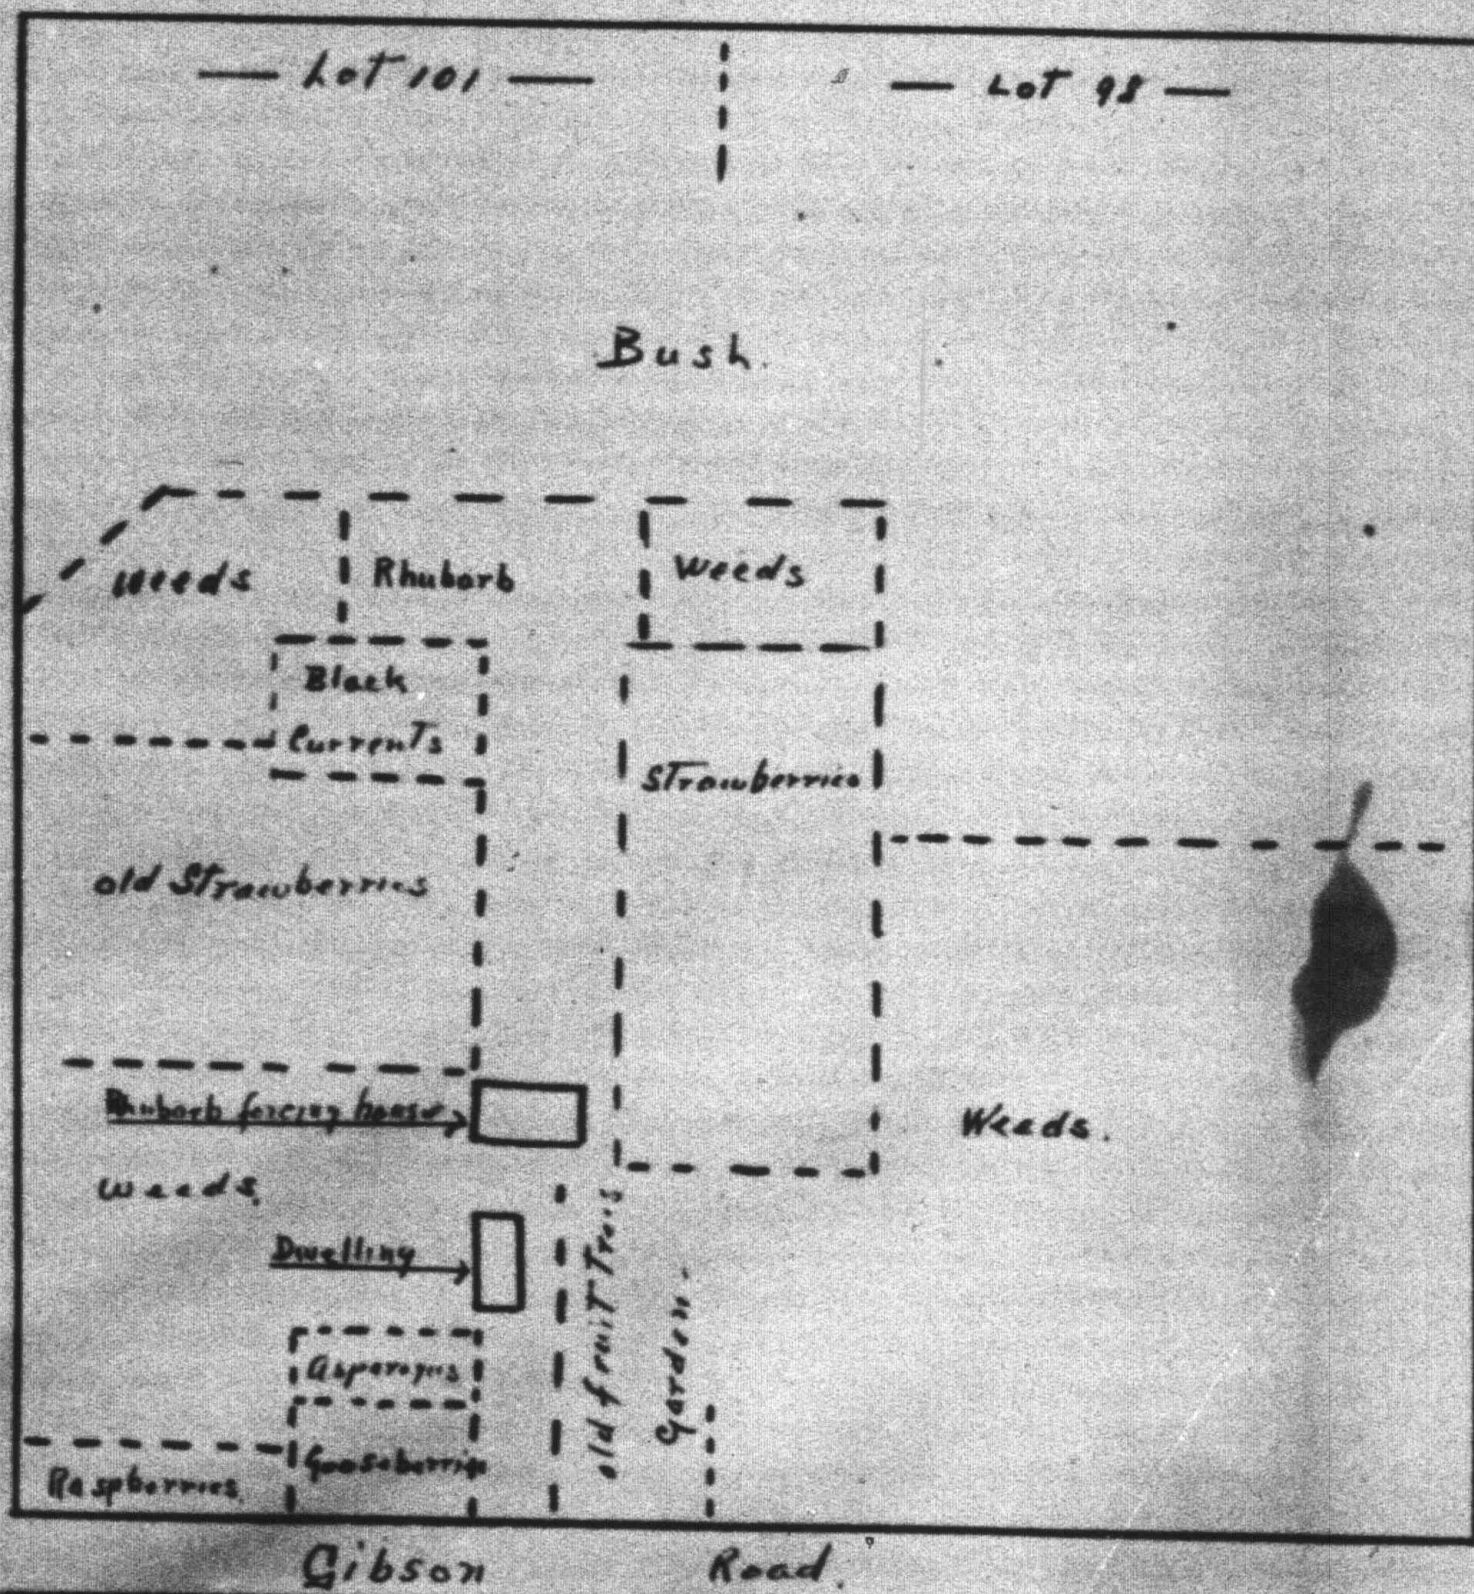 Lot 101
Lot 98
Bush.
Weeds
Rhubarb
Weeds
Black
Currents
Strawberries
old Strawberries
Rhubarb forcing house
Weeds.
weeds.
Dwelling
old fruit Trees
Garden.
Asparagus
Gooseberries
Raspberries.
Gibson Road.